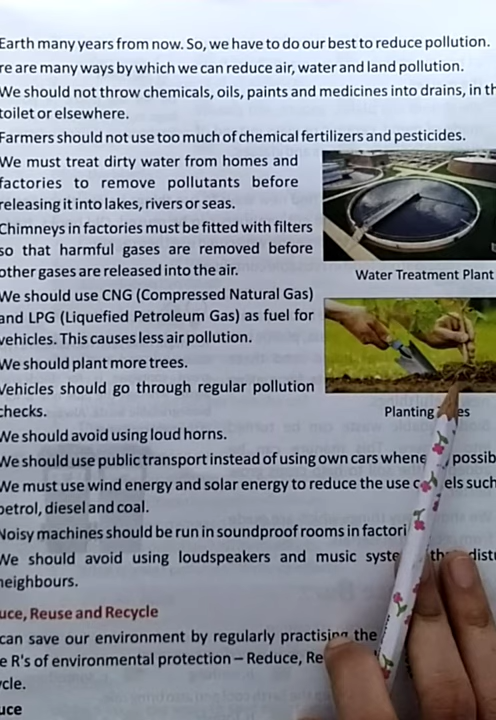 Earth many years from now. So, we have to do our best to reduce pollution.
re are many ways by which we can reduce air, water and land pollution.
We should not throw chemicals, oils, paints and medicines into drains, in th
toilet or elsewhere.
Farmers should not use too much of chemical fertilizers and pesticides.
We must treat dirty water from homes and
factories to remove pollutants before
releasing it into lakes, rivers or seas.
Chimneys in factories must be fitted with filters
so that harmful gases are removed before
other gases are released into the air.
Water Treatment Plant
We should use CNG (Compressed Natural Gas)
and LPG (Liquefied Petroleum Gas) as fuel for
vehicles. This causes less air pollution.
We should plant more trees.
Vehicles should go through regular pollution
checks.
Planting es
We should avoid using loud horns.
We should use public transport instead of using own cars whene possib
We must use wind energy and solar energy to reduce the use els such
petrol, diesel and coal.
Noisy machines should be run in soundproof rooms in factori
We should avoid using loudspeakers and music syste distu
neighbours.
uce, Reuse and Recycle
can save our environment by regularly practising the
e R's of environmental protection – Reduce, Re
cle.
uce